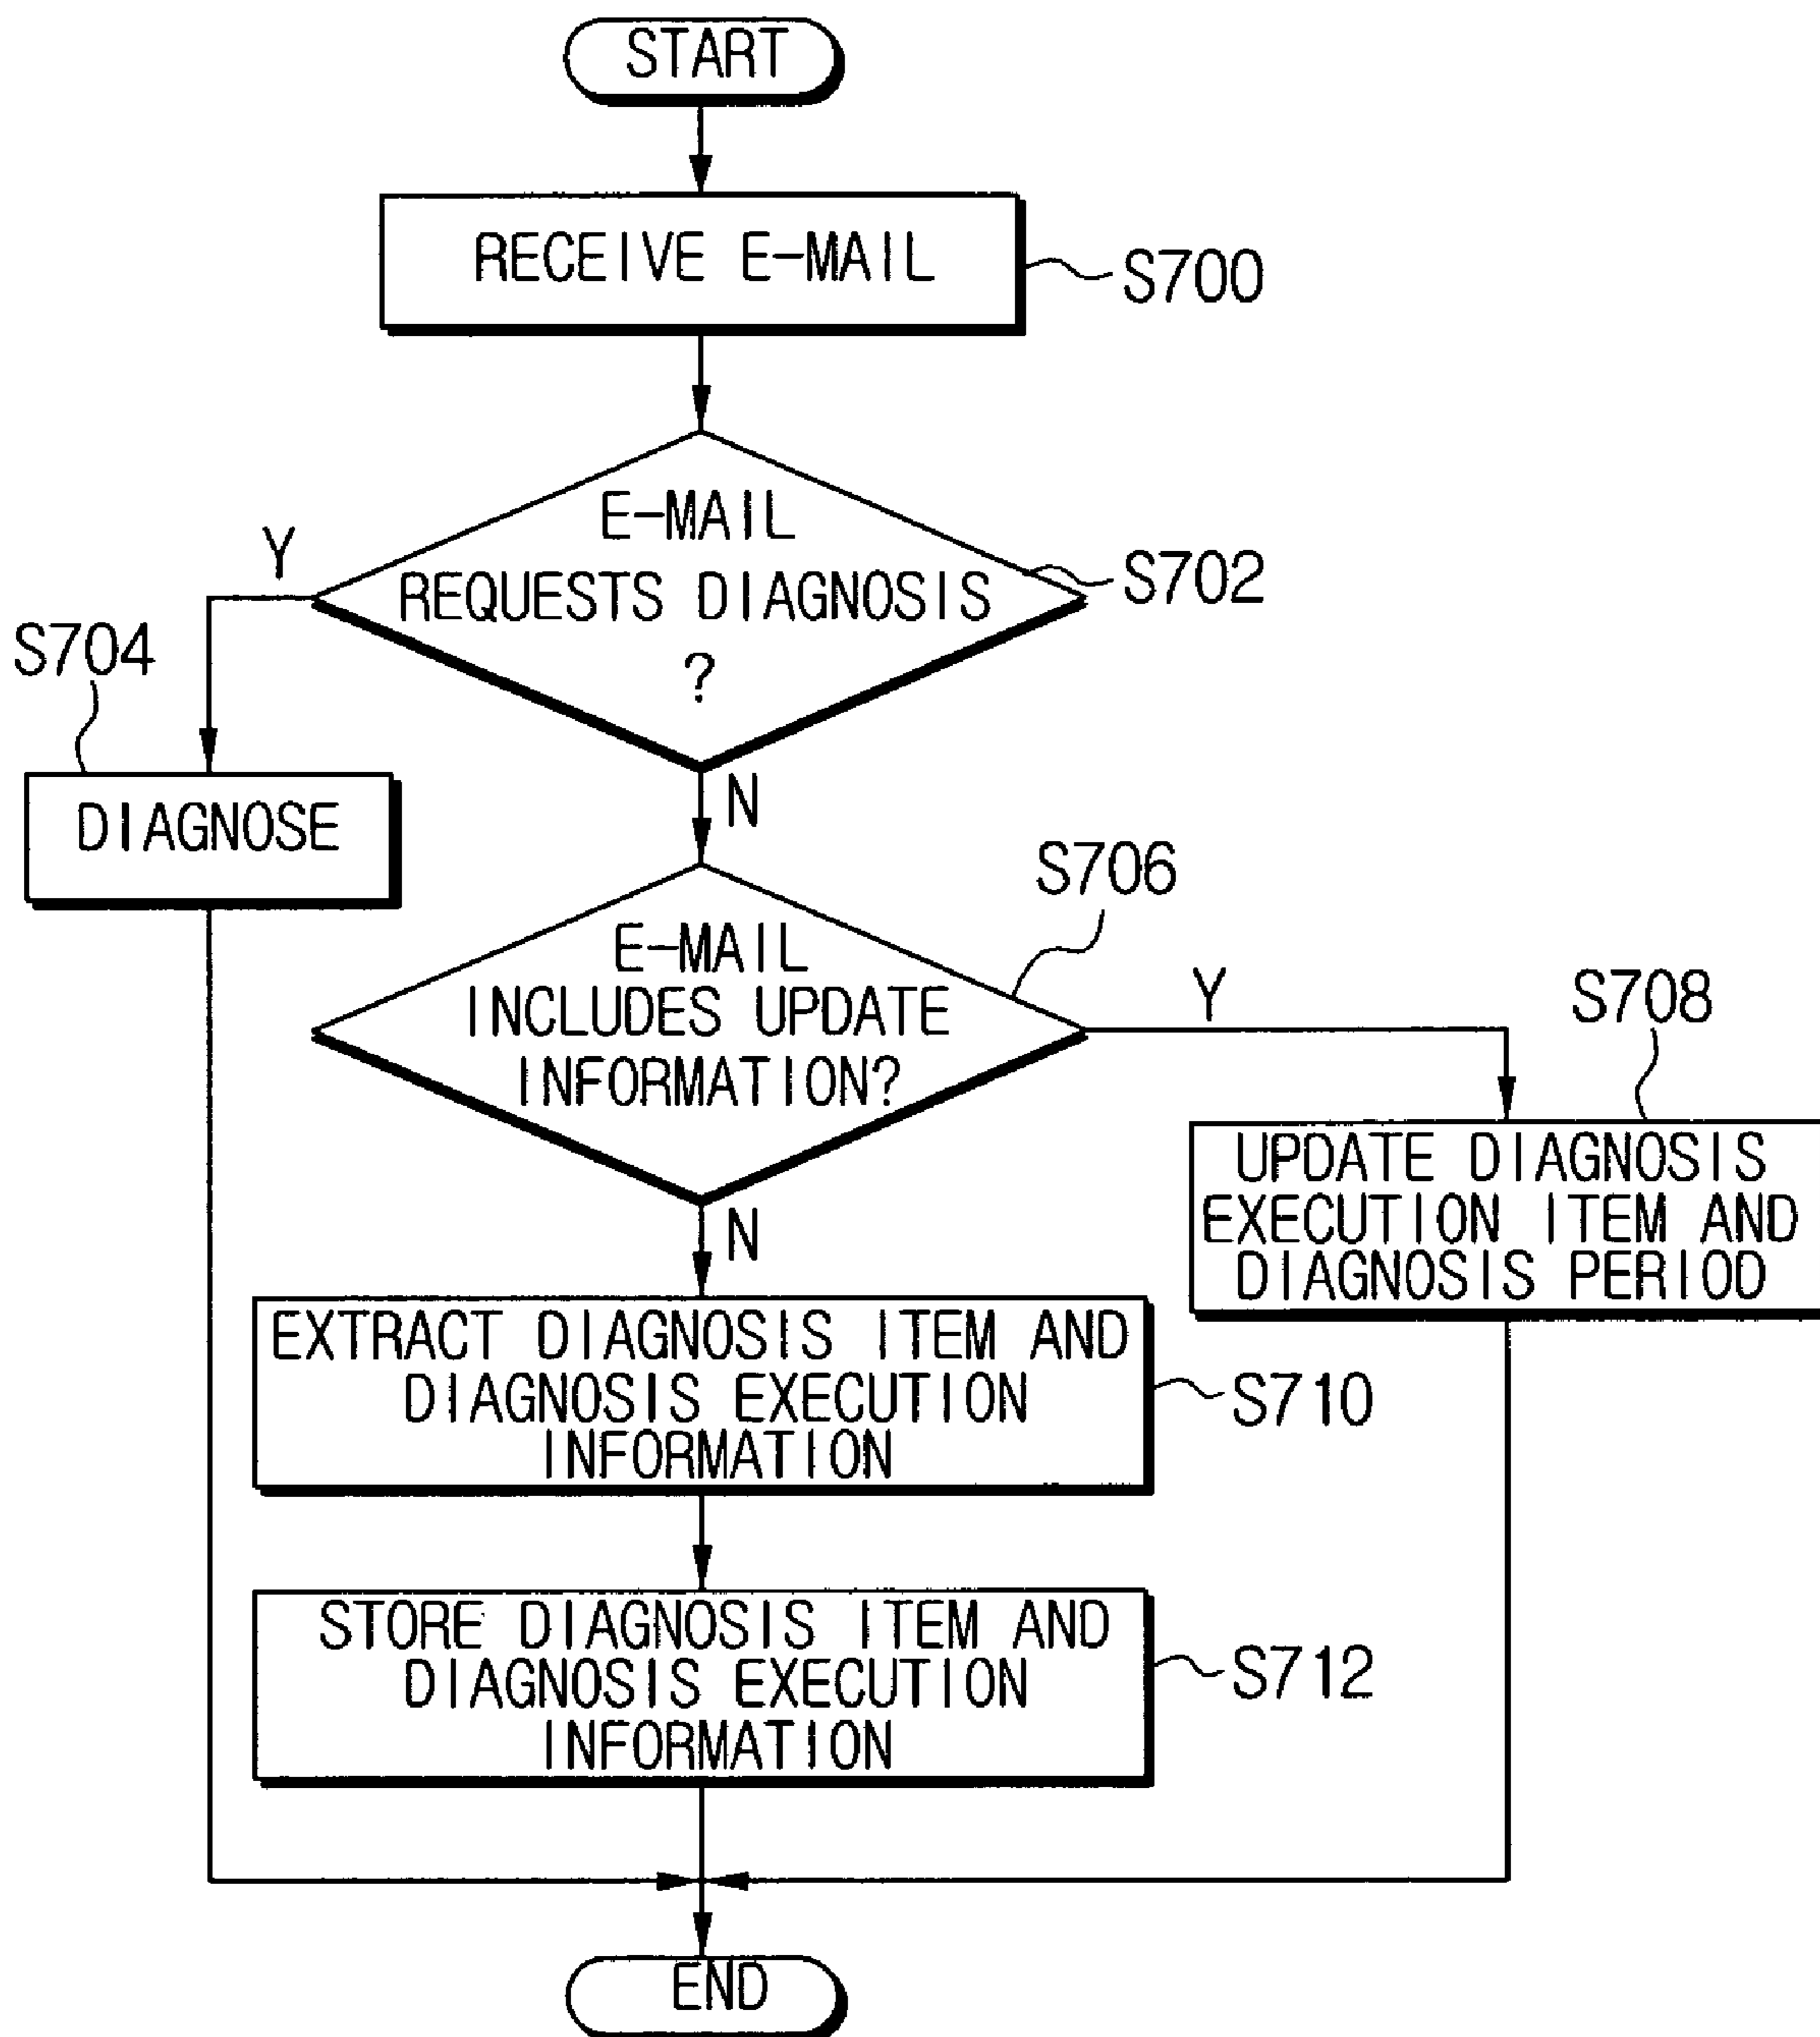 START
RECEIVE E-MAIL
S700
E-MAIL
REQUESTS DIAGNOSIS
?
S702
Y
S704
DIAGNOSE
N
S706
E-MAIL
INCLUDES UPDATE
INFORMATION?
Y
S708
UPDATE DIAGNOSIS
EXECUTION ITEM AND
DIAGNOSIS PERIOD
N
EXTRACT DIAGNOSIS ITEM AND
DIAGNOSIS EXECUTION
INFORMATION
S710
STORE DIAGNOSIS ITEM AND
DIAGNOSIS EXECUTION
INFORMATION
S712
END